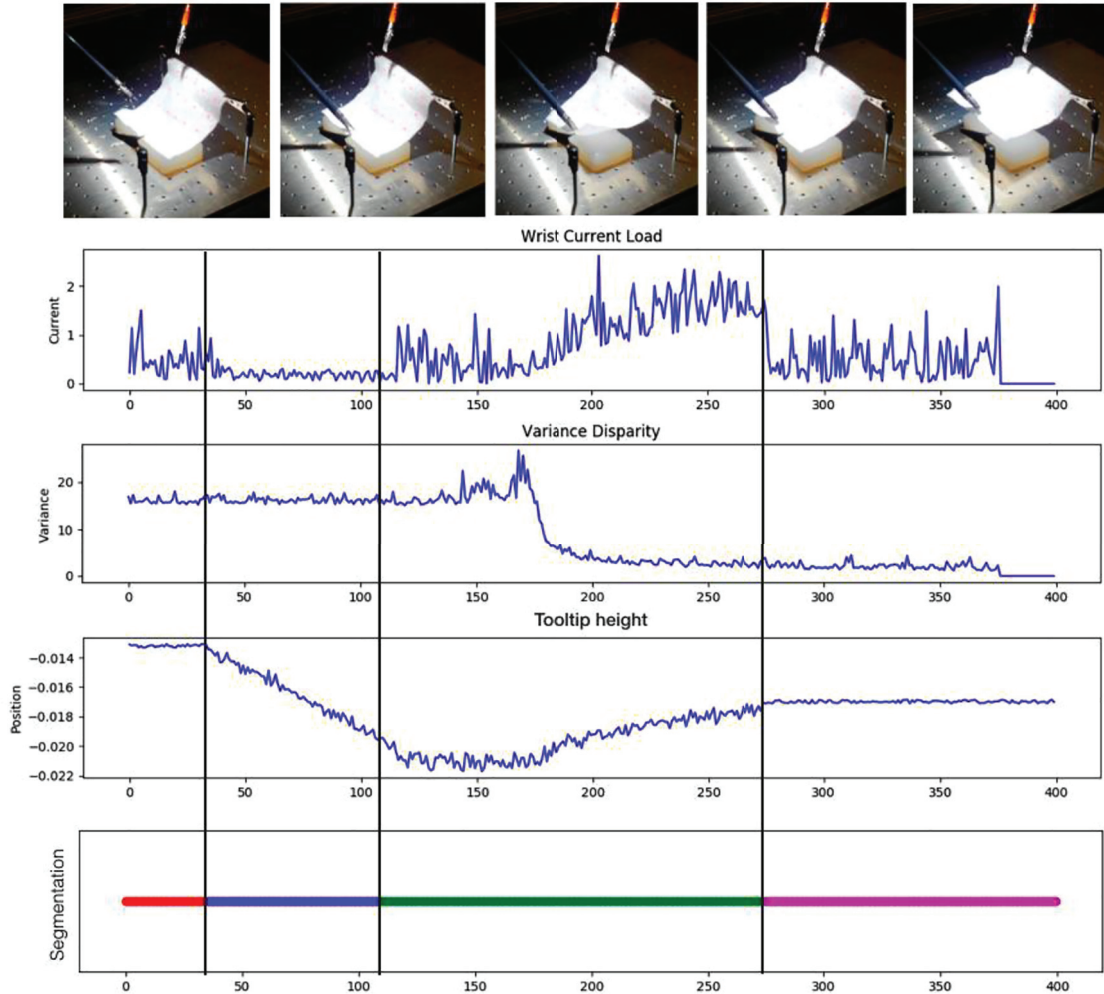 Wrist Current Load
Current
2
1
0
0 50 100 150 200 250 300 350 400
Variance Disparity
Variance
20
10
0
0 50 100 150 200 250 300 350 400
Tooltip height
Position
−0.014
−0.016
−0.018
−0.020
−0.022
0 50 100 150 200 250 300 350 400
Segmentation
0 50 100 150 200 250 300 350 400